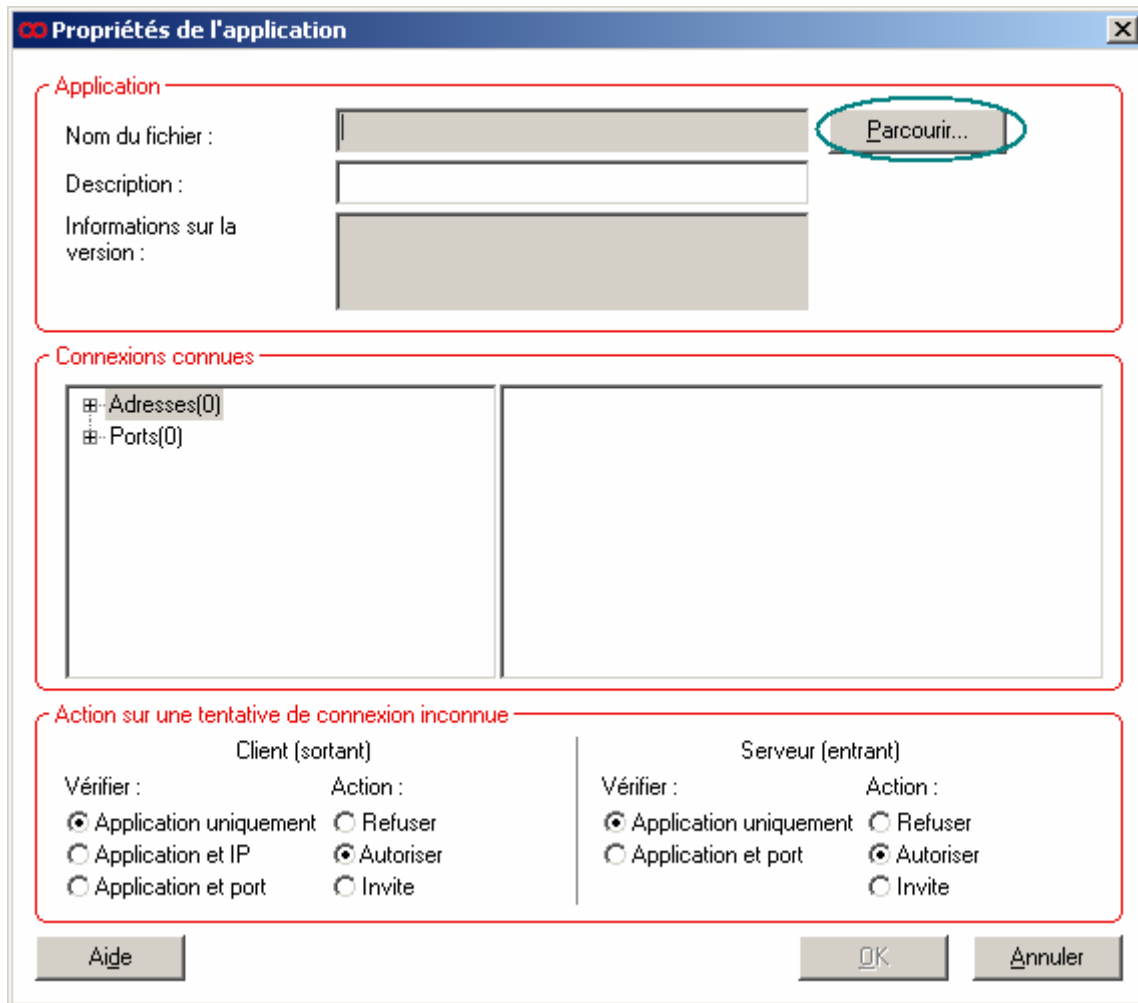 Propriétés de l'application
Application
Nom du fichier :
Parcourir...
Description :
Informations sur la
version :
Connexions connues
Adresses(0)
Ports(0)
Action sur une tentative de connexion inconnue
Client (sortant)
Serveur (entrant)
Vérifier :
Action :
Vérifier :
Action :
Application uniquement
Refuser
Application uniquement
Refuser
Application et IP
Autoriser
Application et port
Autoriser
Application et port
Invite
Invite
Aide
OK
Annuler